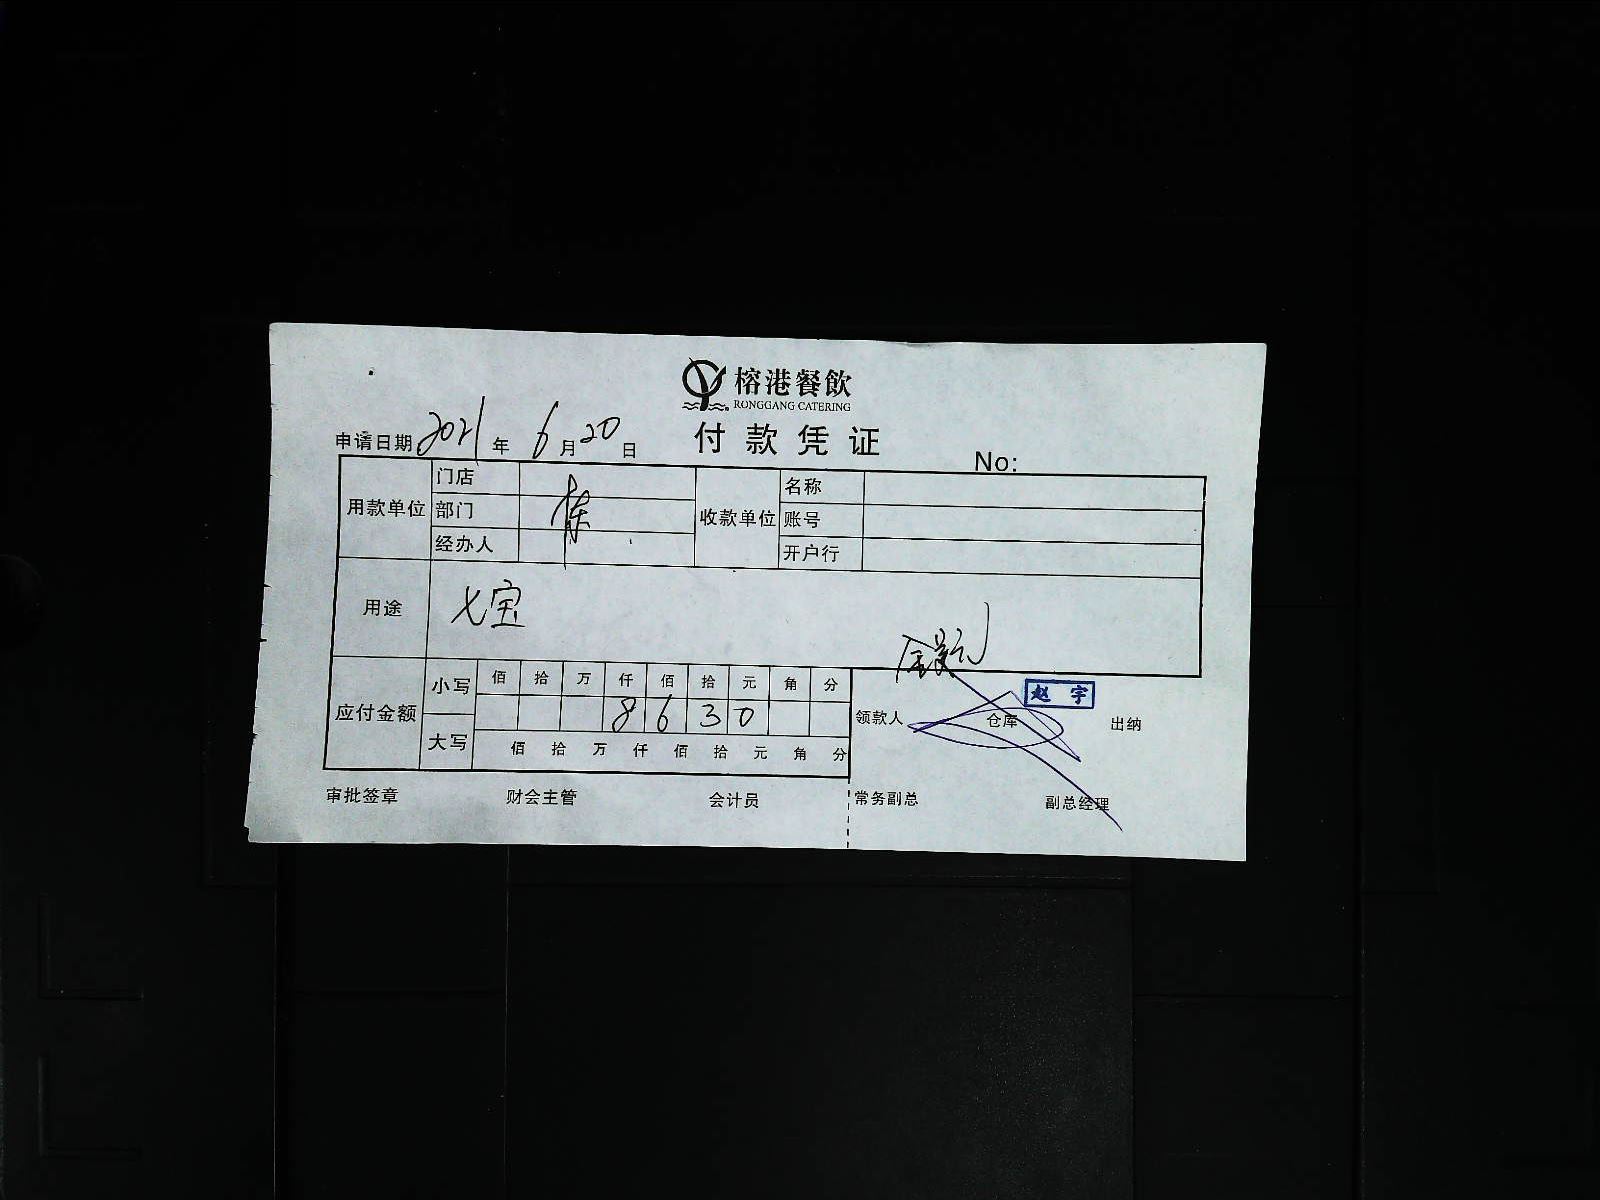 榕港餐飲
RONGGANG CATERING
付款凭证
申请日期 2021 年 6 月 20 日
No:
用款单位 门店 收款单位 名称
部门 账号
经办人 开户行
用途 七宝
应付金额 小写 佰 拾 万 仟 佰 拾 元 角 分
8 6 3 0
大写 佰 拾 万 仟 佰 拾 元 角 分
赵宇
领款人 仓库 出纳
审批签章 财会主管 会计员 常务副总 副总经理